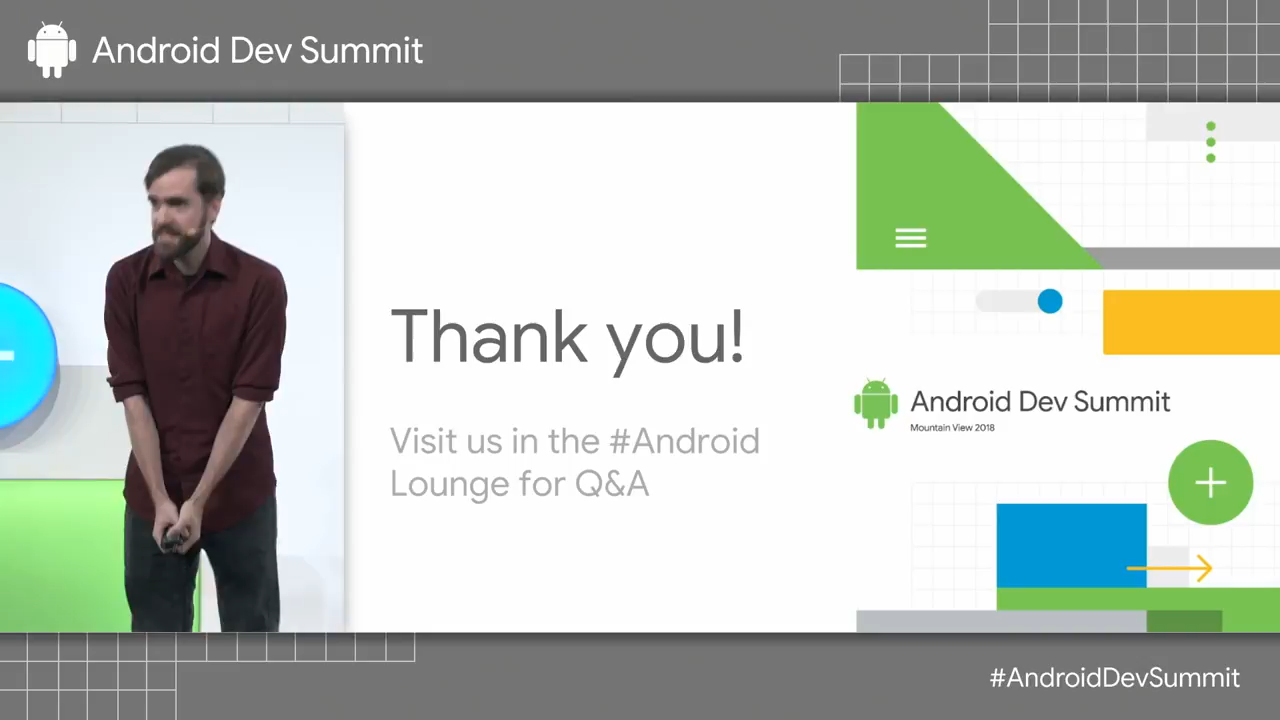 Android Dev Summit
Thank you!
Visit us in the #Android
Lounge for Q&A
Android Dev Summit
Mountain View 2018
#AndroidDevSummit